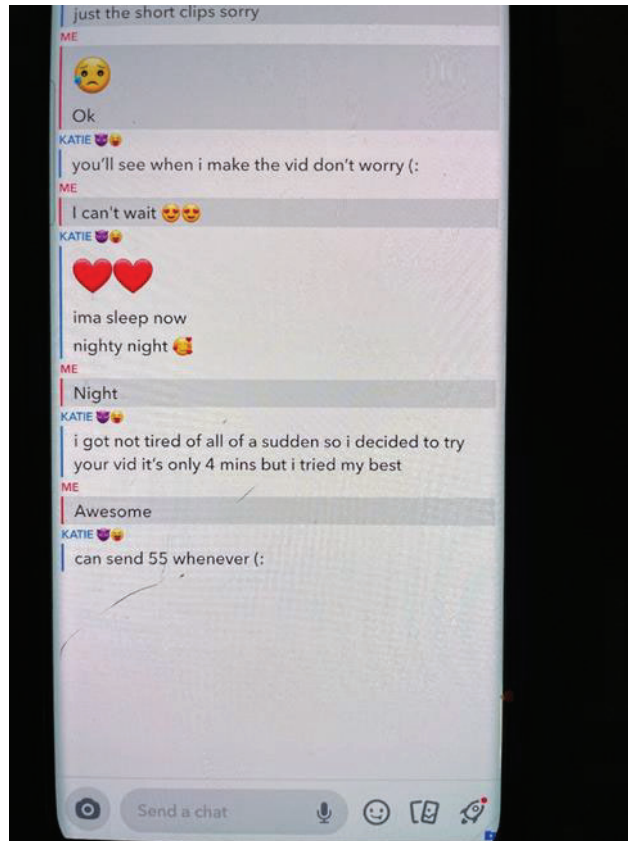 just the short clips sorry
ME
😥
Ok
KATIE 😈😝
you'll see when i make the vid don't worry (:
ME
I can't wait 😍😍
KATIE 😈😝
❤️❤️
ima sleep now
nighty night 🥰
ME
Night
KATIE 😈😝
i got not tired of all of a sudden so i decided to try
your vid it's only 4 mins but i tried my best
ME
Awesome
KATIE 😈😝
can send 55 whenever (:
Send a chat